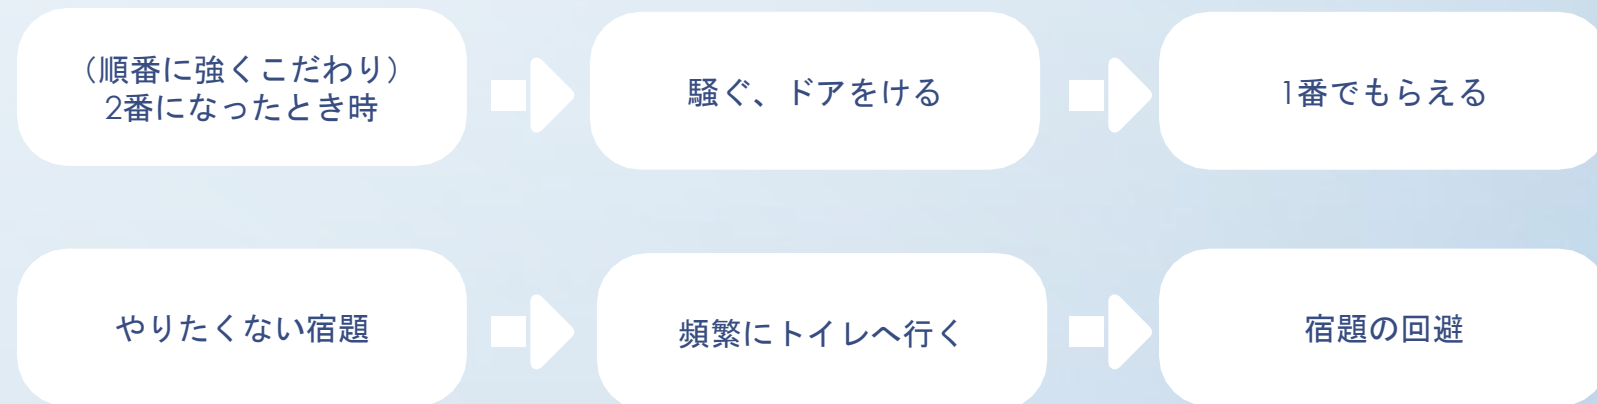 （順番に強くこだわり）
2番になったとき時
騒ぐ、ドアをける
1番でもらえる
やりたくない宿題
頻繁にトイレへ行く
宿題の回避